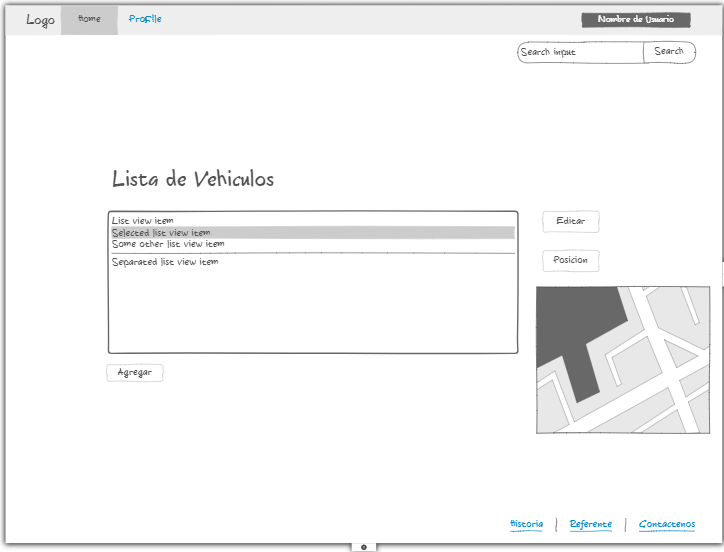 Logo Home Profile Nombre de Usuario
Search input Search
Lista de Vehiculos
List view item
Selected list view item
Some other list view item
Separated list view item
Editar
Posicion
Agregar
Historia | Referente | Contactenos